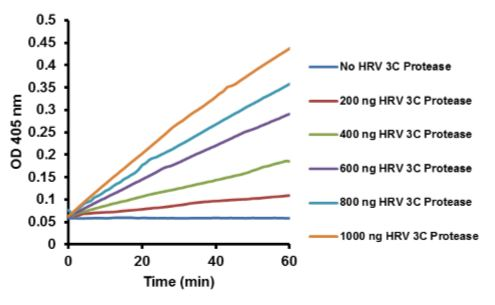 0.5
0.45
0.4
0.35
0.3
0.25
0.2
0.15
0.1
0.05
0
OD 405 nm
0 20 40 60
Time (min)
No HRV 3C Protease
200 ng HRV 3C Protease
400 ng HRV 3C Protease
600 ng HRV 3C Protease
800 ng HRV 3C Protease
1000 ng HRV 3C Protease